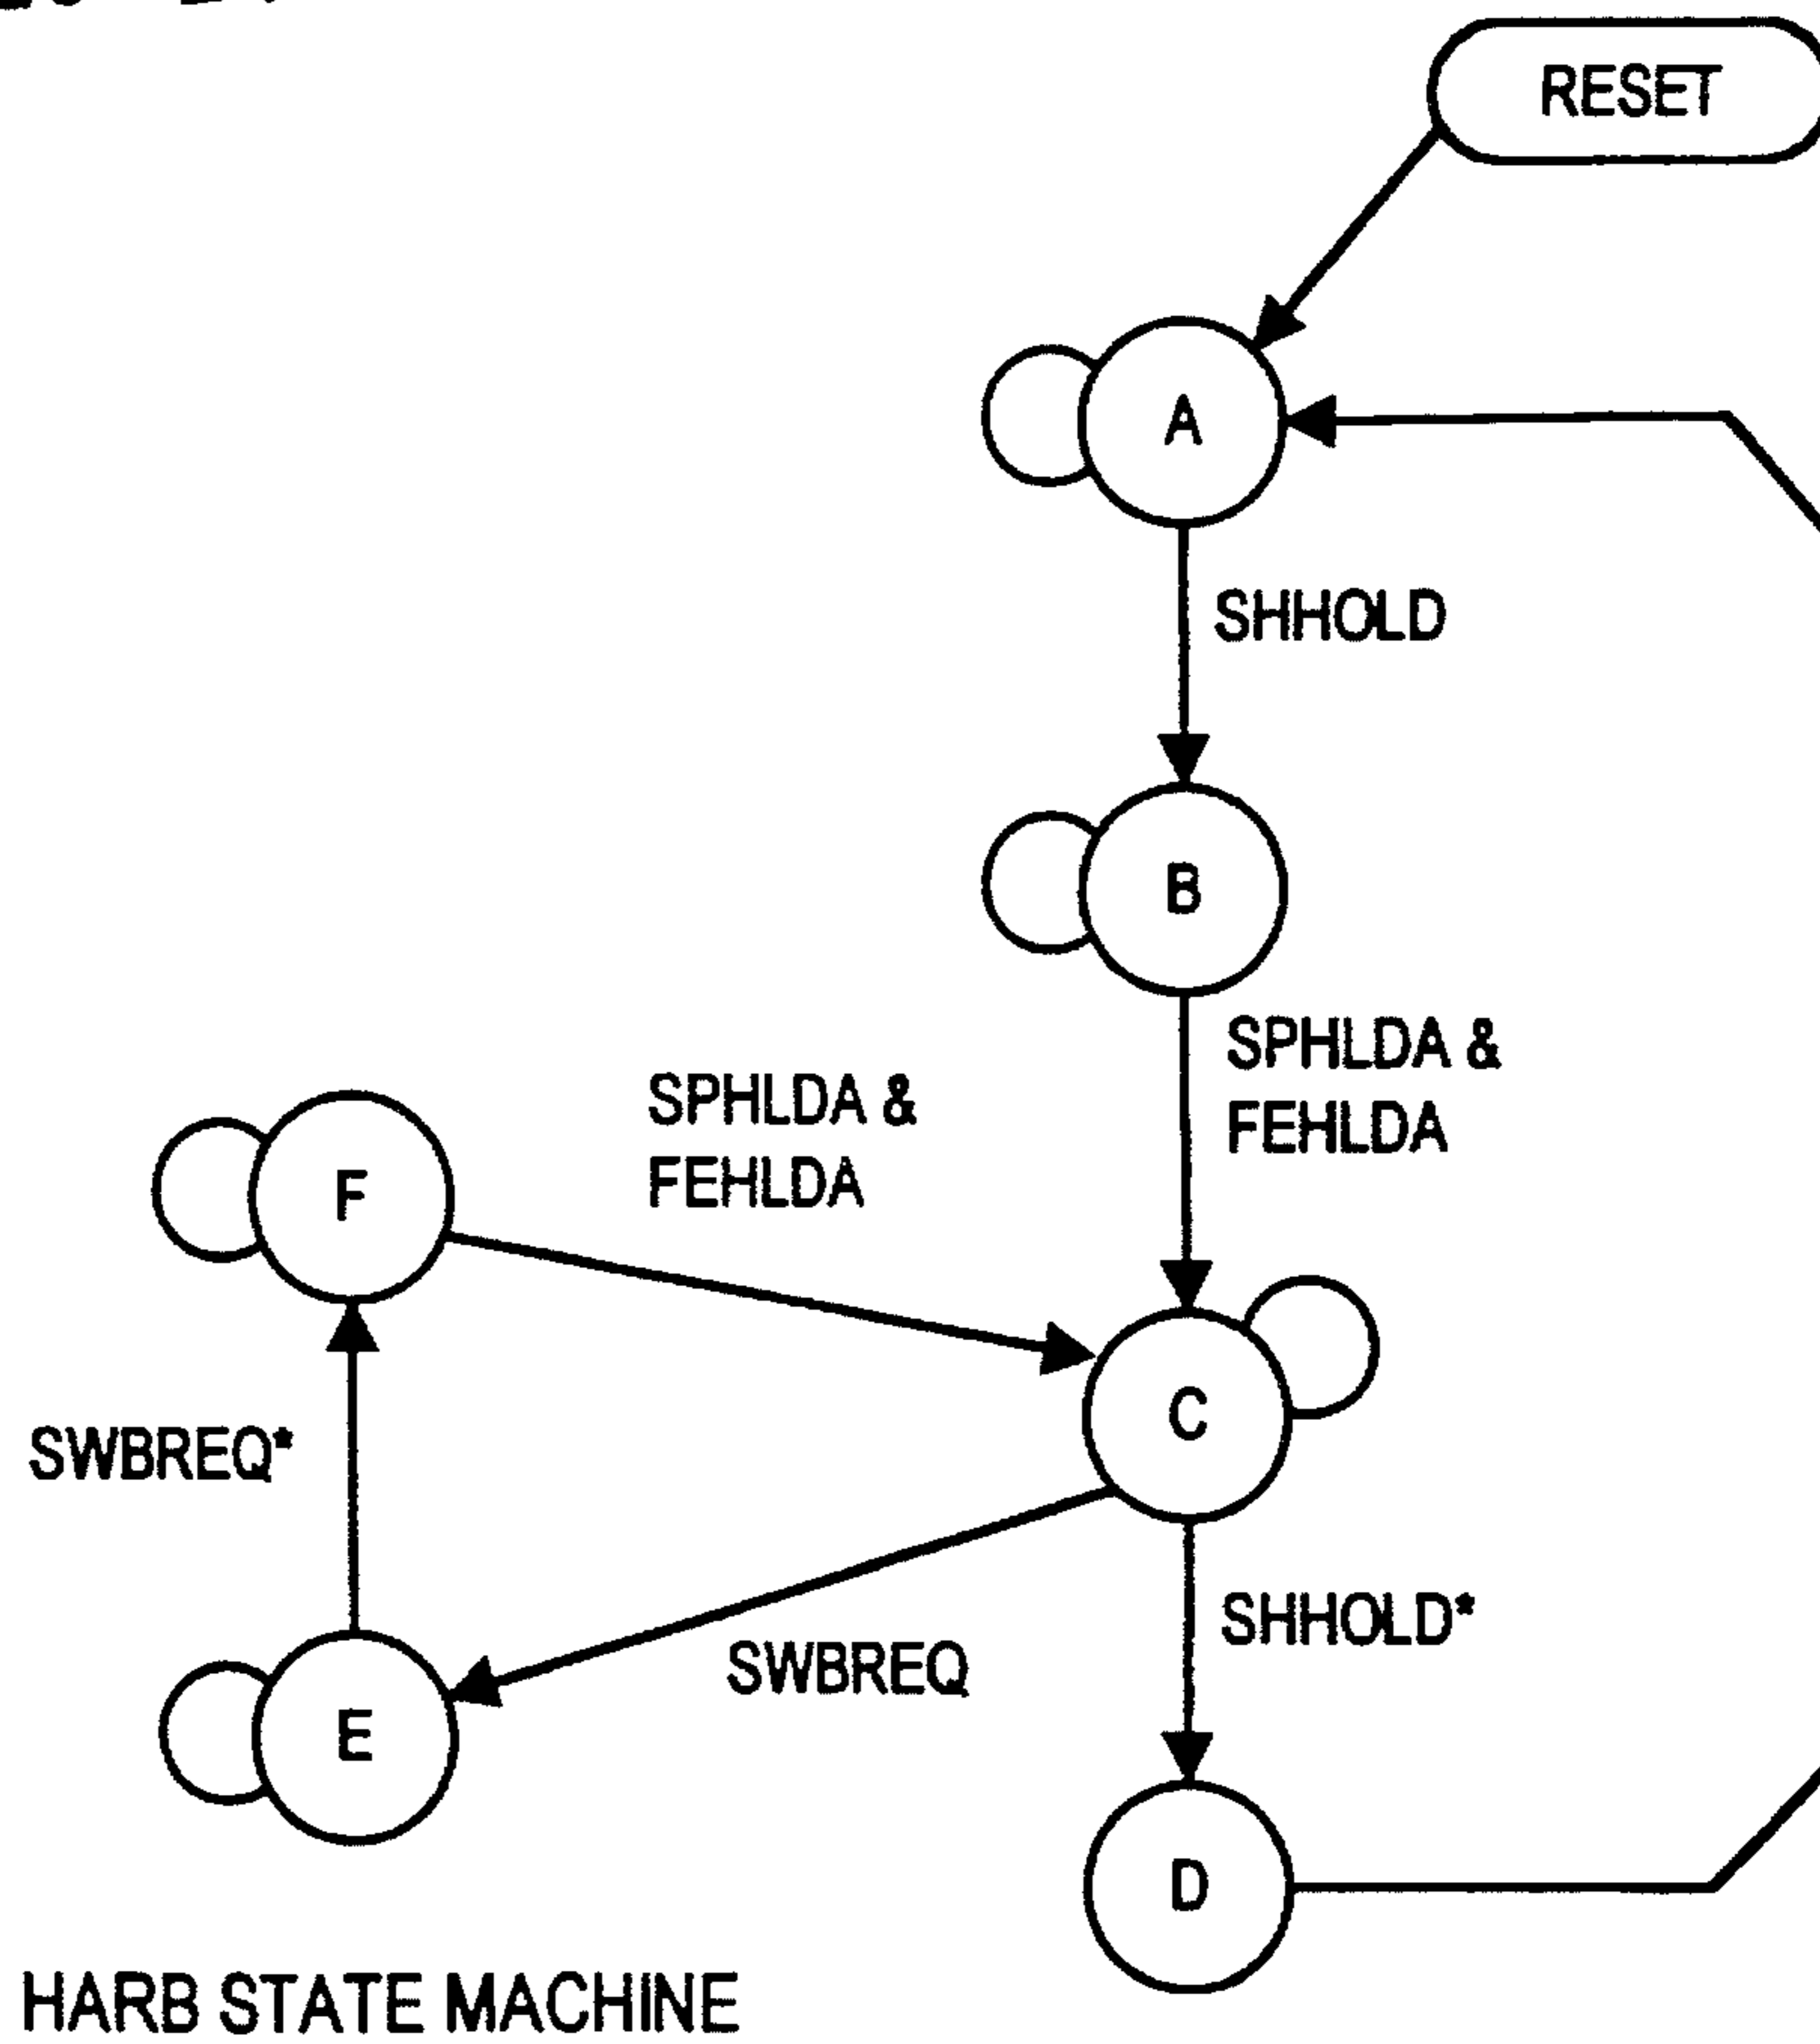 RESET
A
SHHOLD
B
SPHLDA &
FEHLDA
SPHLDA &
FEHLDA
F
C
SWBREQ*
SHHOLD*
SWBREQ
E
D
HARB STATE MACHINE